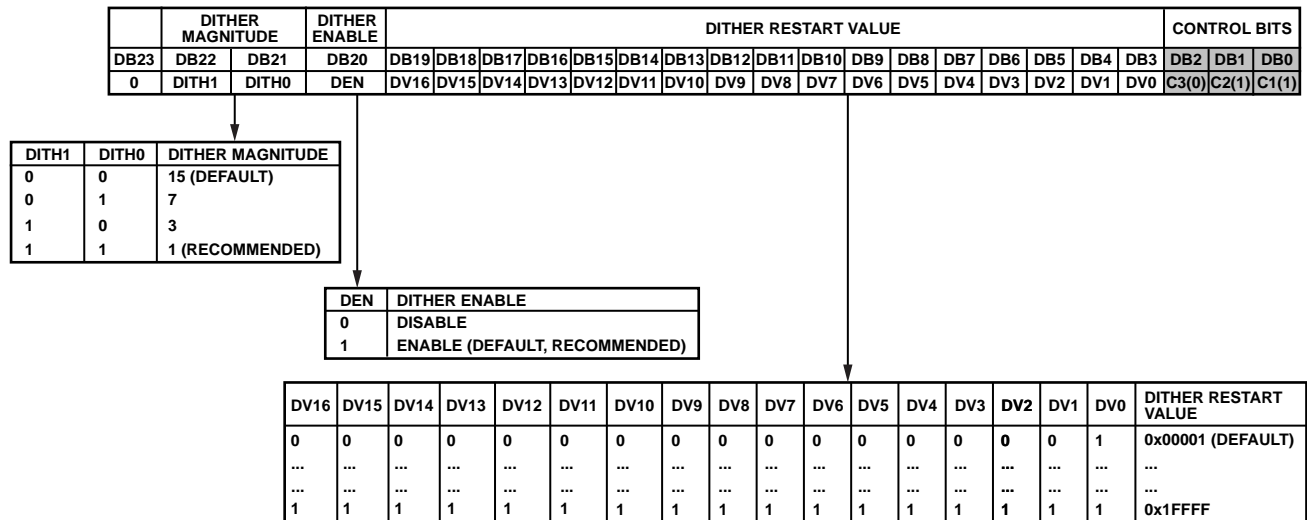 DITHER MAGNITUDE DITHER ENABLE DITHER RESTART VALUE CONTROL BITS
DB23 DB22 DB21 DB20 DB19 DB18 DB17 DB16 DB15 DB14 DB13 DB12 DB11 DB10 DB9 DB8 DB7 DB6 DB5 DB4 DB3 DB2 DB1 DB0
0 DITH1 DITH0 DEN DV16 DV15 DV14 DV13 DV12 DV11 DV10 DV9 DV8 DV7 DV6 DV5 DV4 DV3 DV2 DV1 DV0 C3(0) C2(1) C1(1)
DITH1 DITH0 DITHER MAGNITUDE
0 0 15 (DEFAULT)
0 1 7
1 0 3
1 1 1 (RECOMMENDED)
DEN DITHER ENABLE
0 DISABLE
1 ENABLE (DEFAULT, RECOMMENDED)
DV16 DV15 DV14 DV13 DV12 DV11 DV10 DV9 DV8 DV7 DV6 DV5 DV4 DV3 DV2 DV1 DV0 DITHER RESTART VALUE
0 0 0 0 0 0 0 0 0 0 0 0 0 0 0 0 1 0x00001 (DEFAULT)
... ... ... ... ... ... ... ... ... ... ... ... ... ... ... ... ... ...
... ... ... ... ... ... ... ... ... ... ... ... ... ... ... ... ... ...
1 1 1 1 1 1 1 1 1 1 1 1 1 1 1 1 1 0x1FFFF